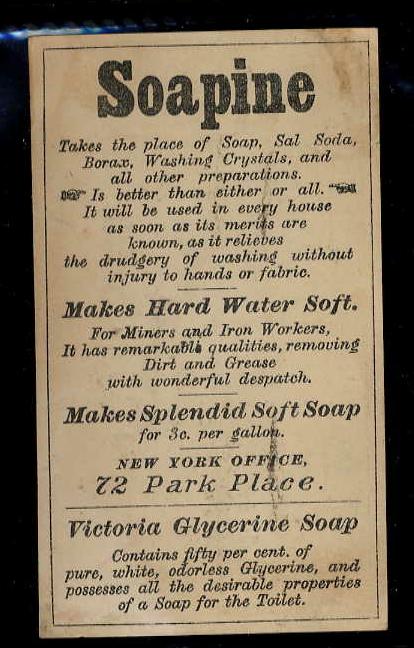 Soapine
Takes the place of Soap, Sal Soda,
Borax, Washing Crystals, and
all other preparations.
Is better than either or all.
It will be used in every house
as soon as its merits are
known, as it relieves
the drudgery of washing without
injury to hands or fabric.
Makes Hard Water Soft.
For Miners and Iron Workers,
It has remarkable qualities, removing
Dirt and Grease
with wonderful despatch.
Makes Splendid Soft Soap
for 3c. per gallon.
NEW YORK OFFICE,
72 Park Place.
Victoria Glycerine Soap
Contains fifty per cent. of
pure, white, odorless Glycerine, and
possesses all the desirable properties
of a Soap for the Toilet.